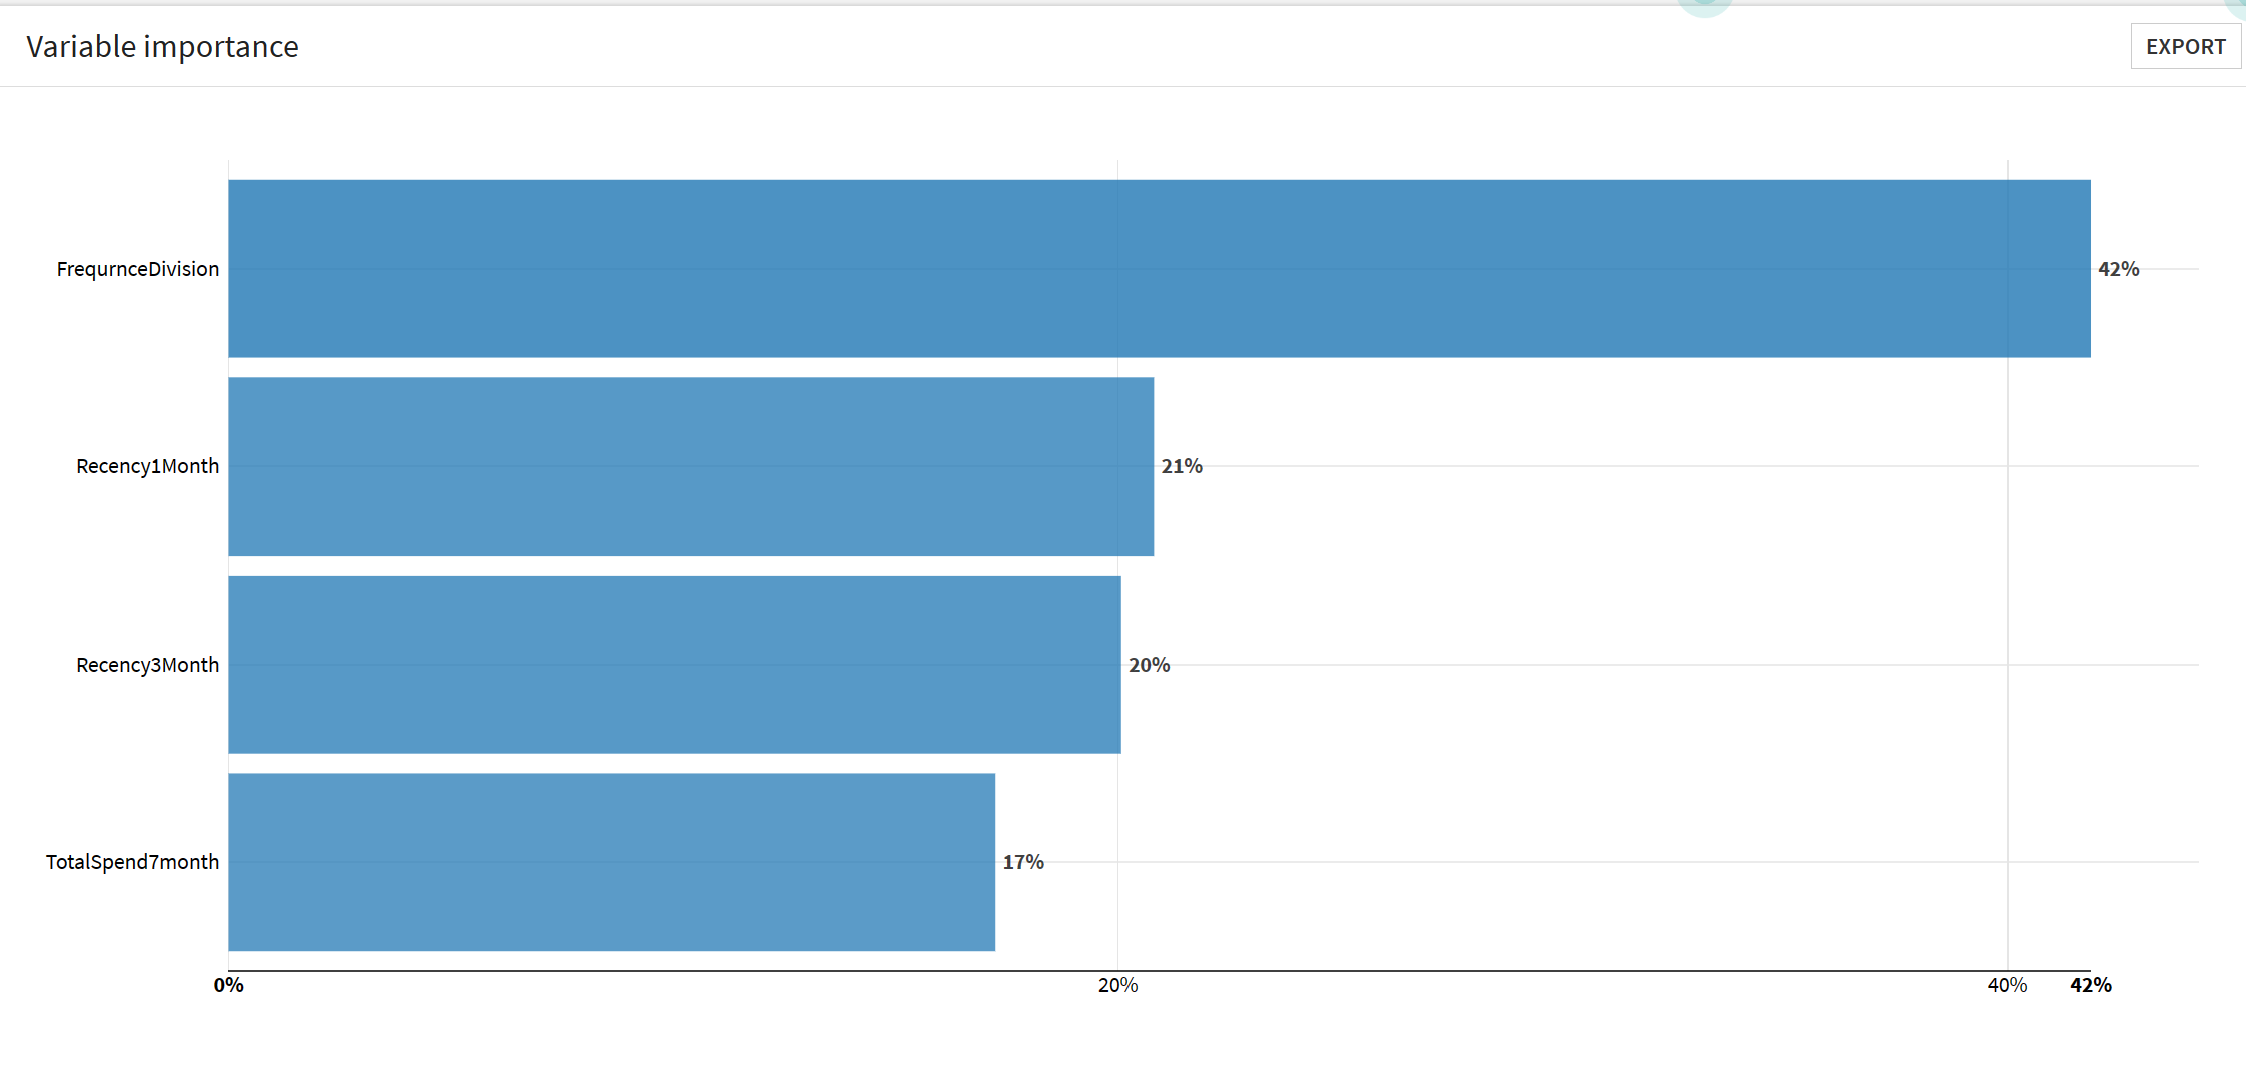 Variable importance
EXPORT
FrequrnceDivision
42%
Recency1Month
21%
Recency3Month
20%
TotalSpend7month
17%
0%
20%
40%
42%